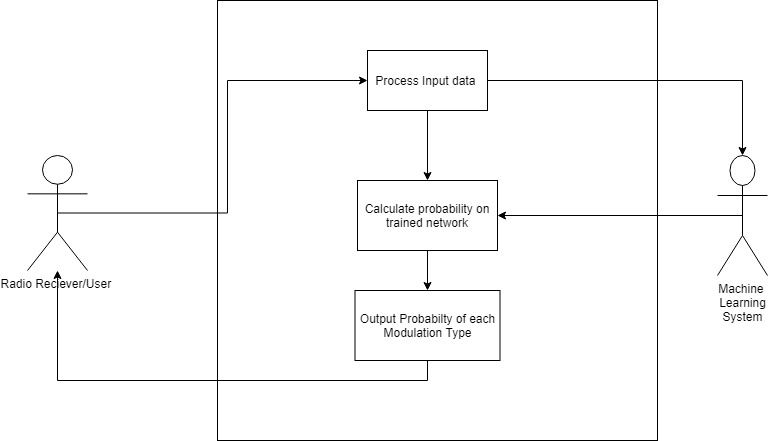 Process Input data
Calculate probability on
trained network
Radio Reciever/User
Machine
Learning
System
Output Probabilty of each
Modulation Type